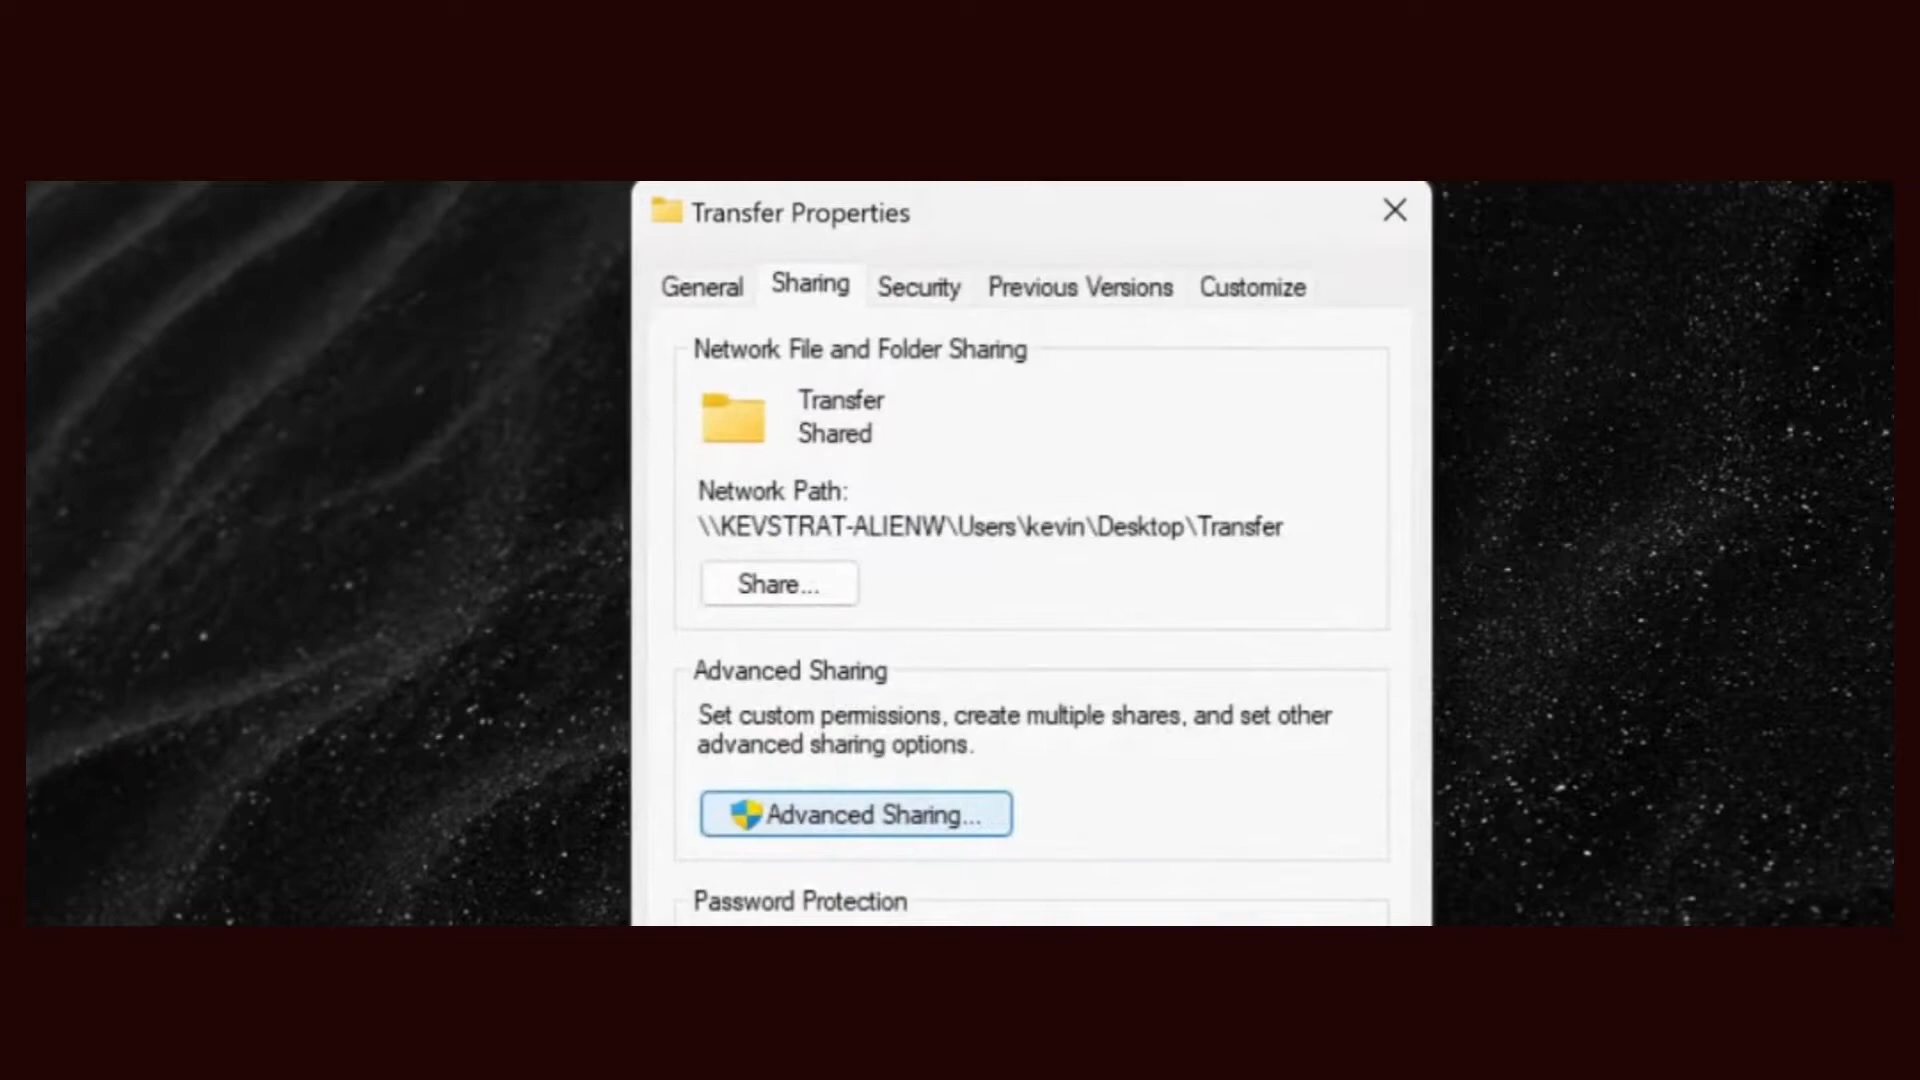 Transfer Properties
General Sharing Security Previous Versions Customize
Network File and Folder Sharing
Transfer
Shared
Network Path:
\\KEVSTRAT-ALIENW\Users\kevin\Desktop\Transfer
Share...
Advanced Sharing
Set custom permissions, create multiple shares, and set other
advanced sharing options.
Advanced Sharing...
Password Protection